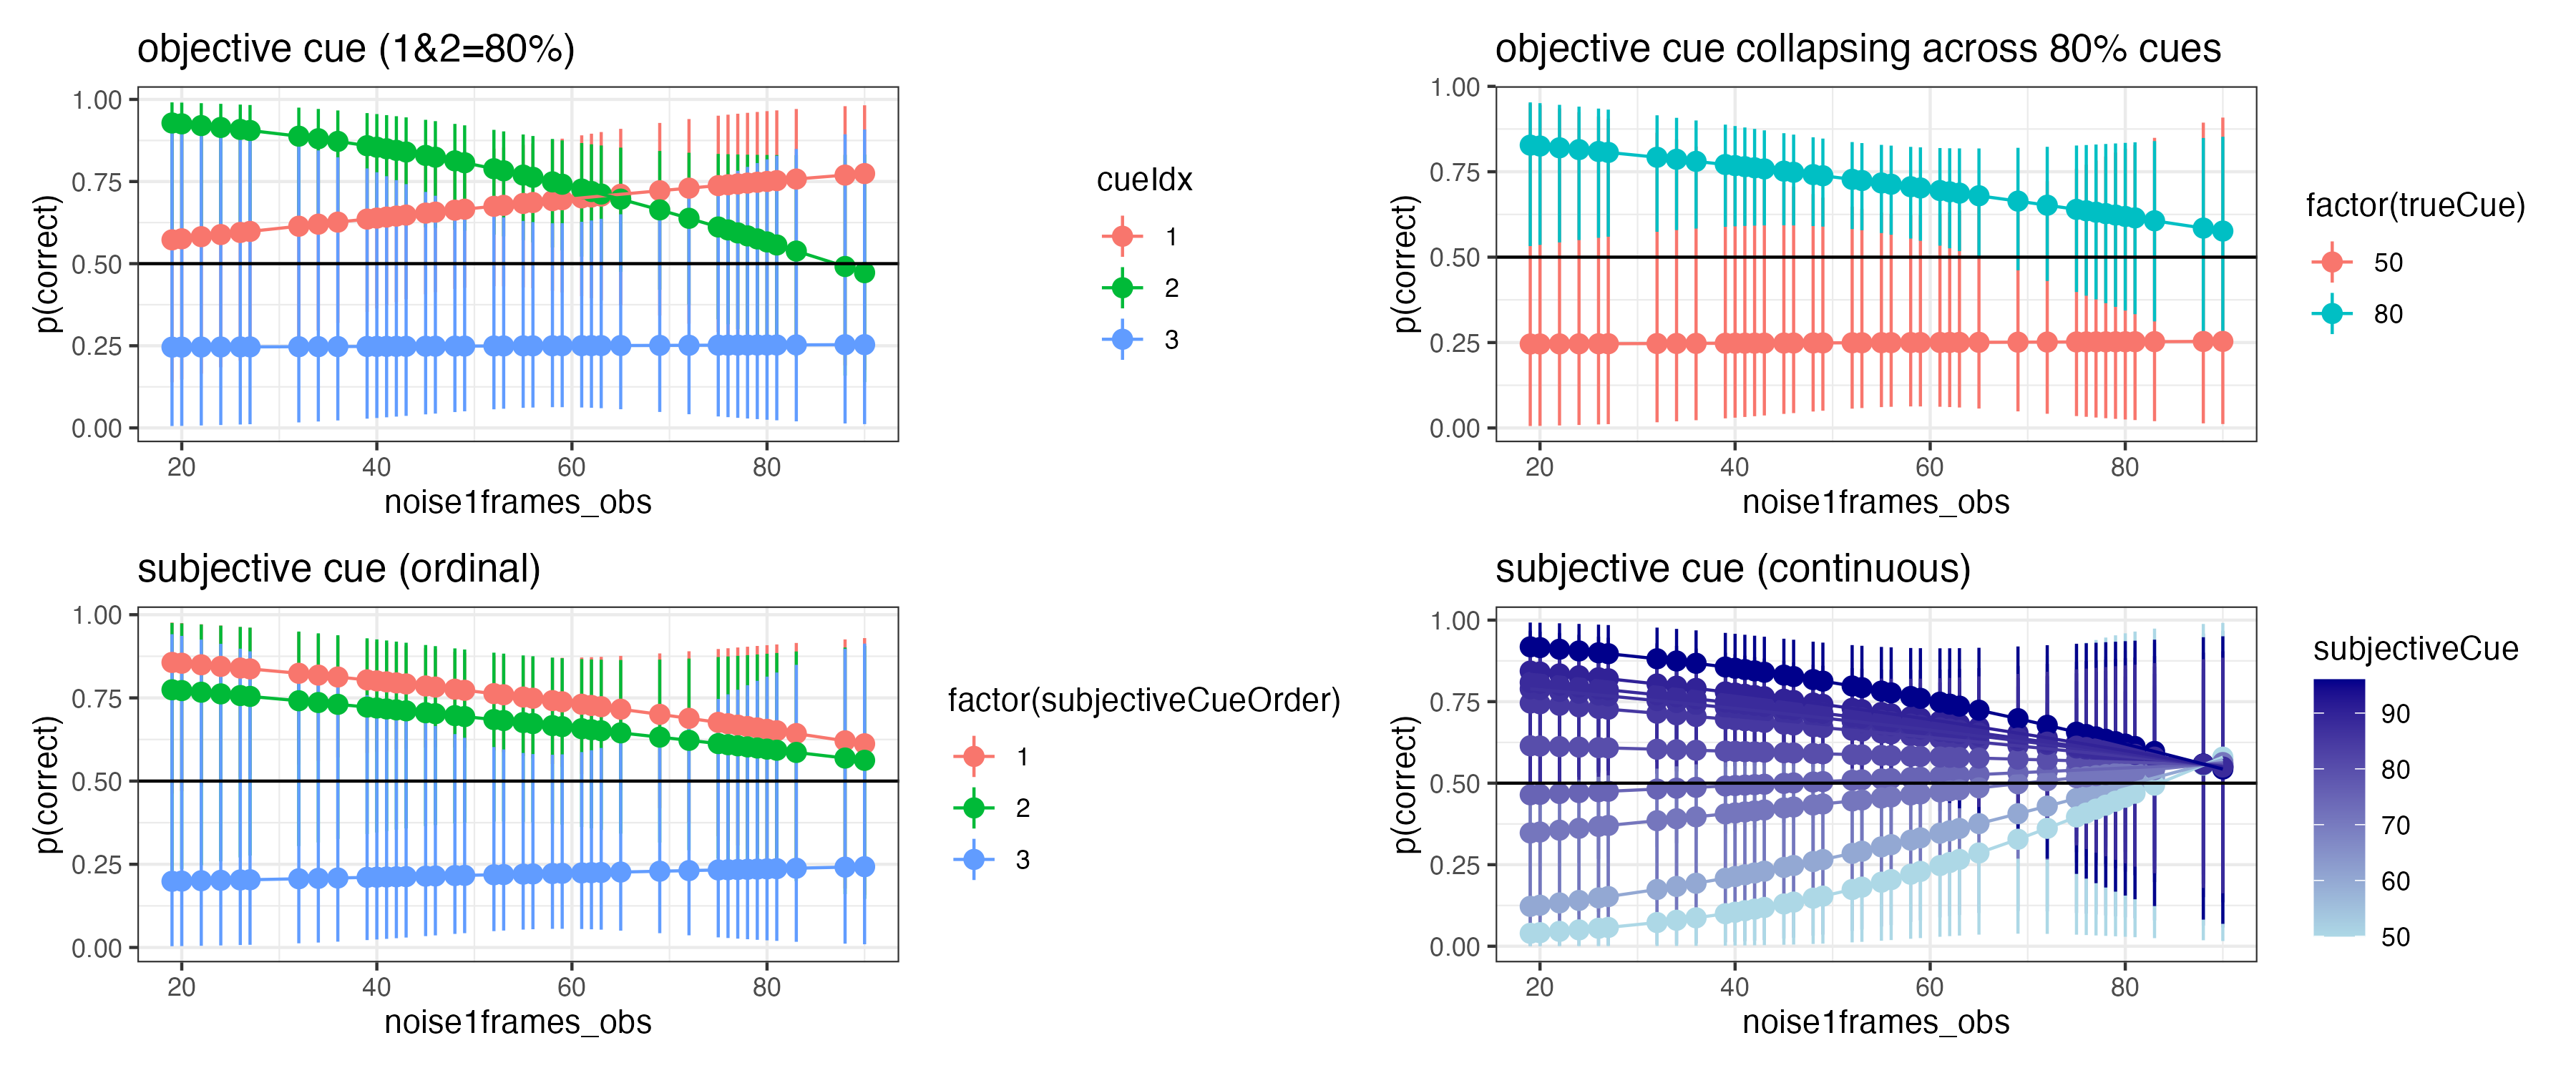 objective cue (1&2=80%)
1.00
0.75
0.50
0.25
0.00
p(correct)
20 40 60 80
noise1frames_obs
cueIdx
1
2
3
objective cue collapsing across 80% cues
1.00
0.75
0.50
0.25
0.00
p(correct)
20 40 60 80
noise1frames_obs
factor(trueCue)
50
80
subjective cue (ordinal)
1.00
0.75
0.50
0.25
0.00
p(correct)
20 40 60 80
noise1frames_obs
factor(subjectiveCueOrder)
1
2
3
subjective cue (continuous)
1.00
0.75
0.50
0.25
0.00
p(correct)
20 40 60 80
noise1frames_obs
subjectiveCue
90
80
70
60
50